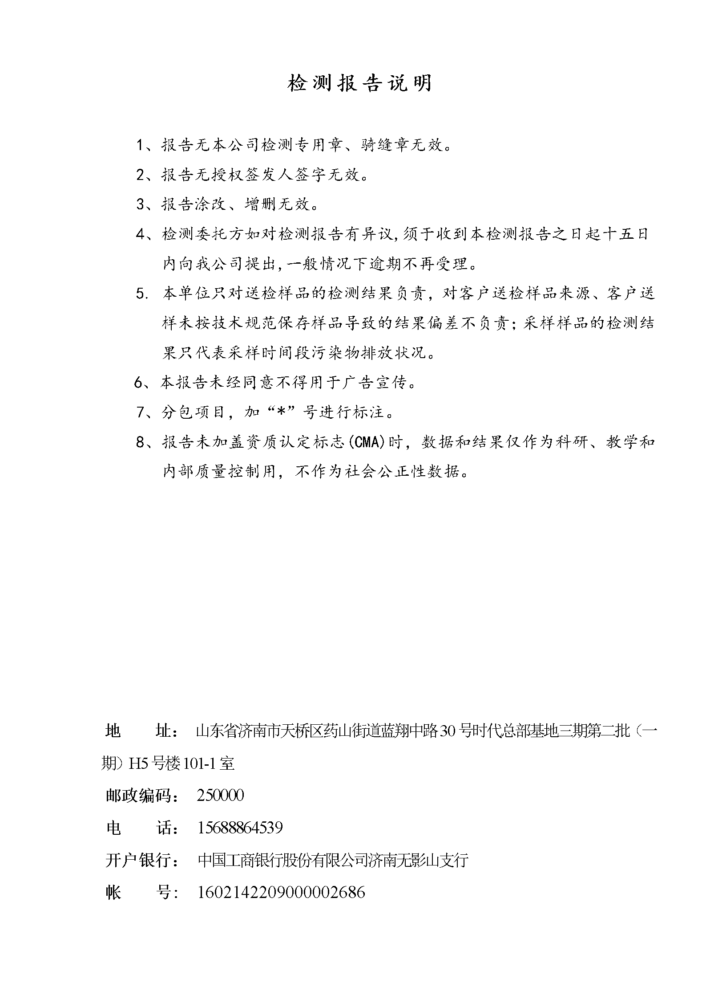 检测报告说明
1、报告无本公司检测专用章、骑缝章无效。
2、报告无授权签发人签字无效。
3、报告涂改、增删无效。
4、检测委托方如对检测报告有异议,须于收到本检测报告之日起十五日
内向我公司提出,一般情况下逾期不再受理。
5. 本单位只对送检样品的检测结果负责，对客户送检样品来源、客户送
样未按技术规范保存样品导致的结果偏差不负责;采样样品的检测结
果只代表采样时间段污染物排放状况。
6、本报告未经同意不得用于广告宣传。
7、分包项目，加“*”号进行标注。
8、报告未加盖资质认定标志(CMA)时，数据和结果仅作为科研、教学和
内部质量控制用，不作为社会公正性数据。
地 址： 山东省济南市天桥区药山街道蓝翔中路 30 号时代总部基地三期第二批（一
期）H5 号楼 101-1 室
邮政编码： 250000
电 话： 15688864539
开户银行： 中国工商银行股份有限公司济南无影山支行
帐 号: 1602142209000002686